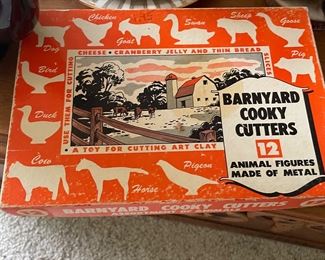 Chicken
Goat
Swan
Sheep
Goose
Dog
Pig
Bird
Duck
Cow
Horse
Pigeon
CHEESE • CRANBERRY JELLY AND THIN BREAD
SLICES
USE THEM FOR CUTTING
A TOY FOR CUTTING ART CLAY
BARNYARD
COOKY
CUTTERS
12
ANIMAL FIGURES
MADE OF METAL
BARNYARD COOKY CUTTERS